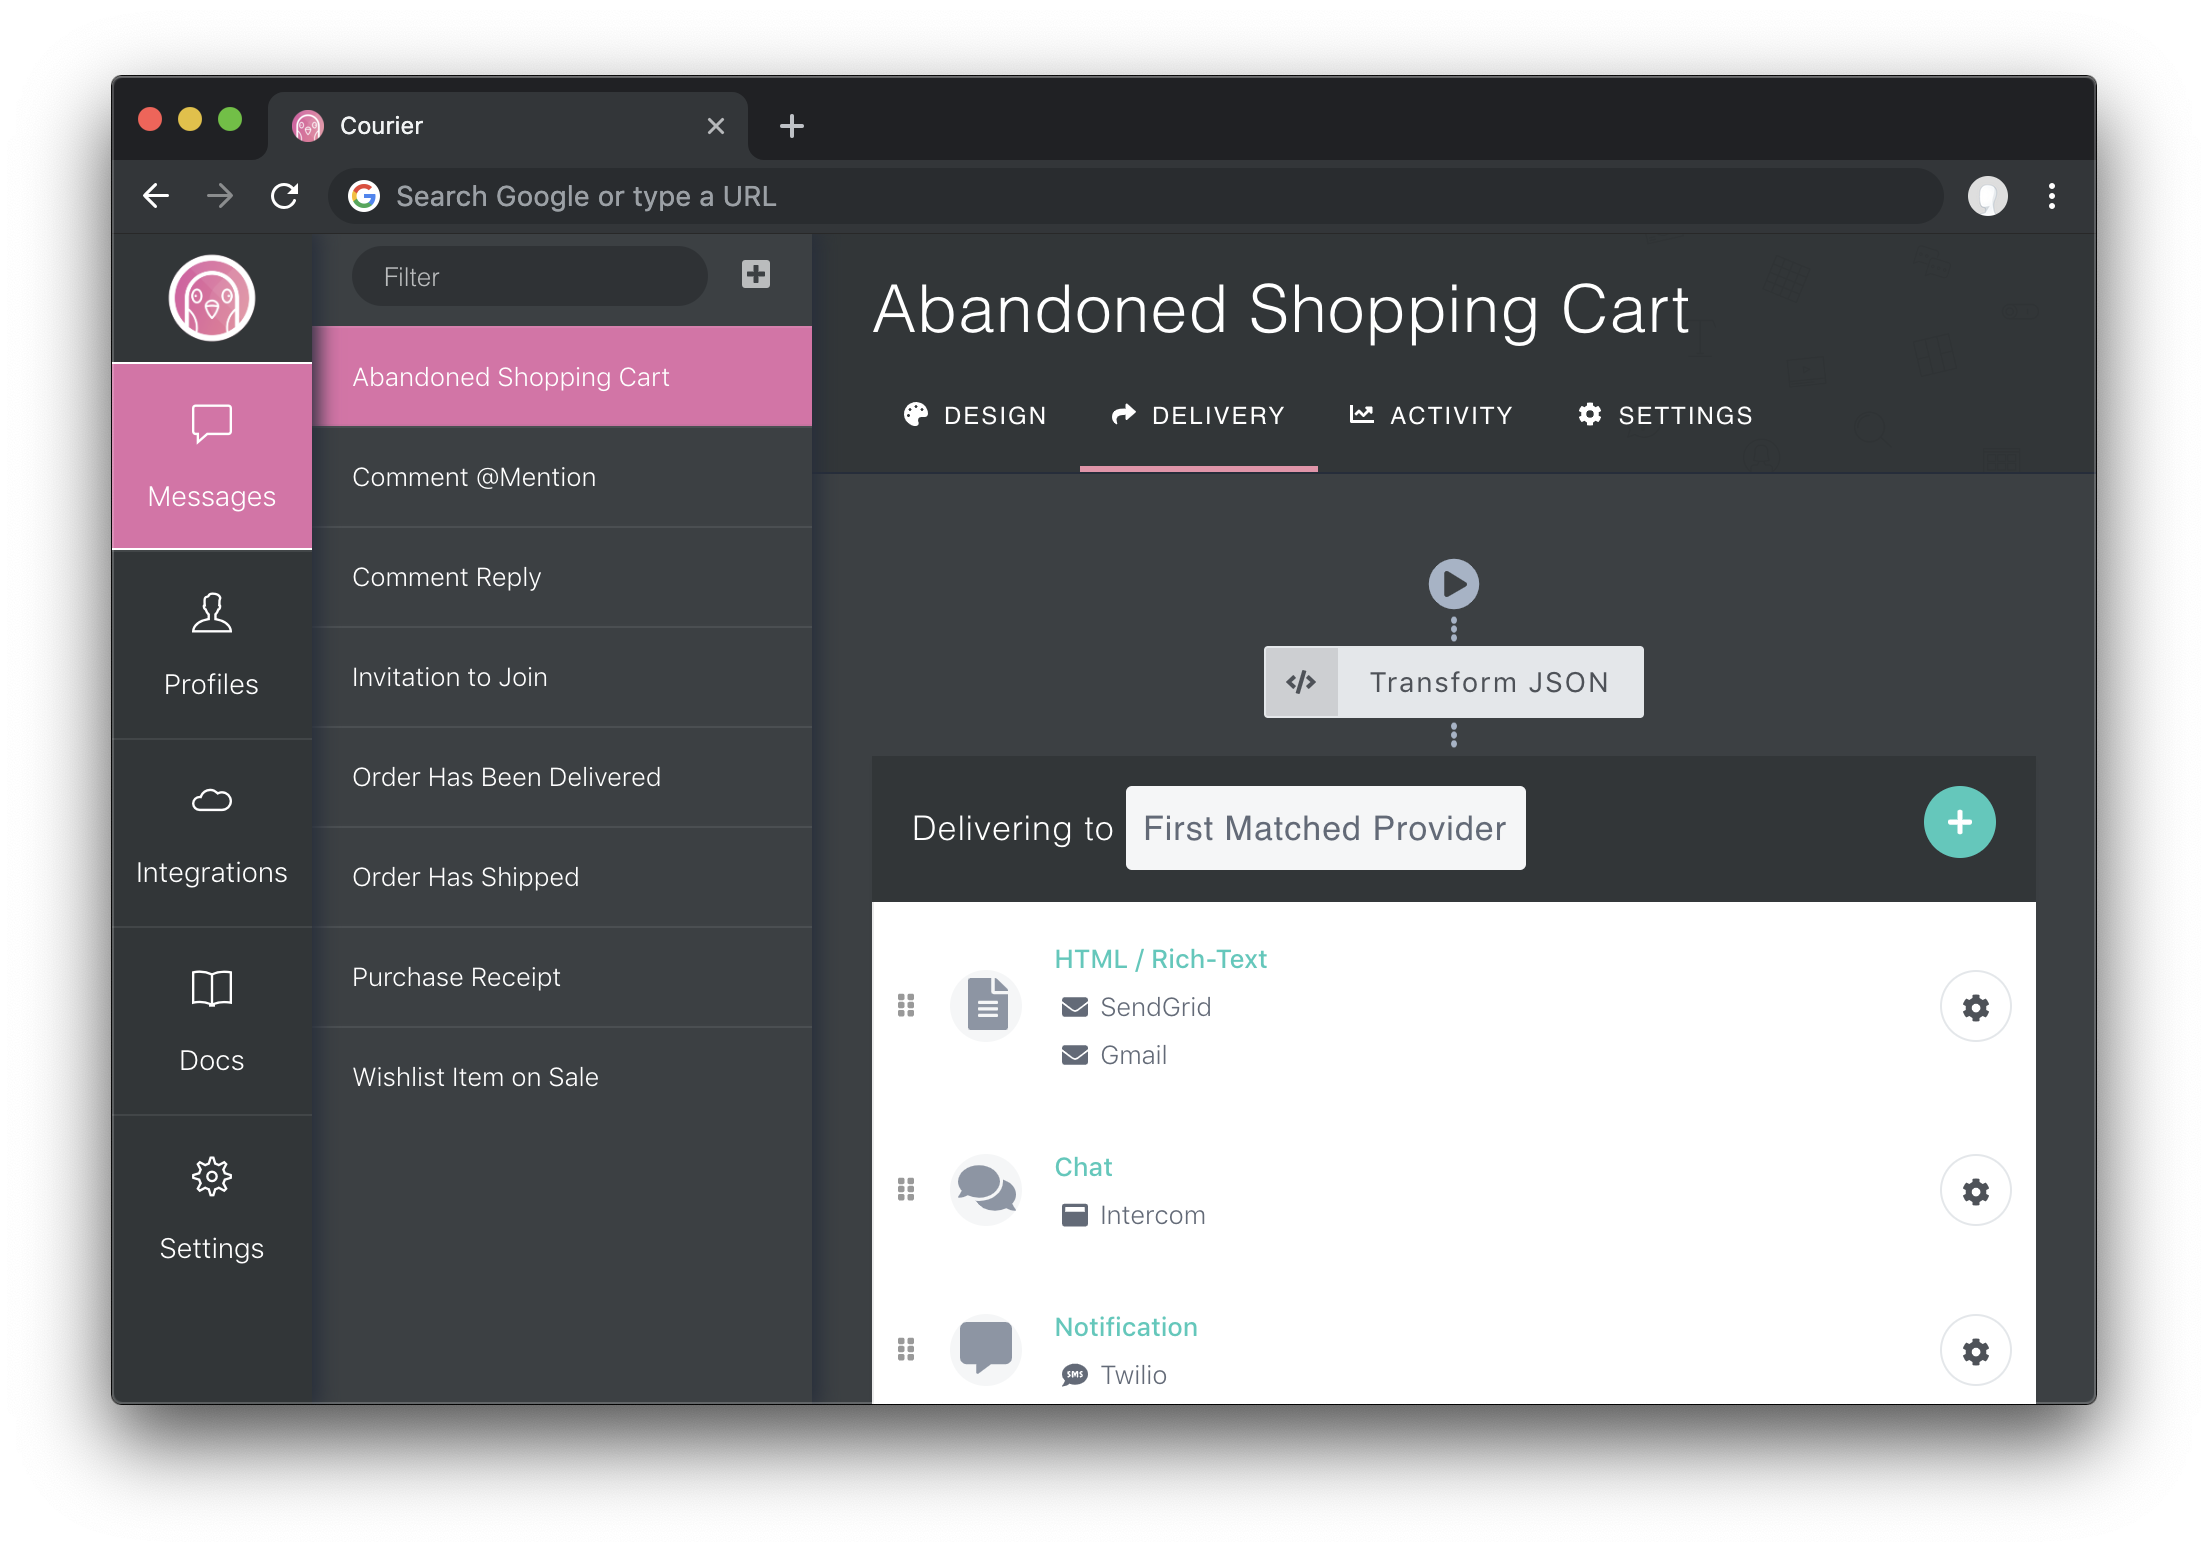 Courier
Search Google or type a URL
Messages
Profiles
Integrations
Docs
Settings
Filter
Abandoned Shopping Cart
Comment @Mention
Comment Reply
Invitation to Join
Order Has Been Delivered
Order Has Shipped
Purchase Receipt
Wishlist Item on Sale
Abandoned Shopping Cart
DESIGN DELIVERY ACTIVITY SETTINGS
</> Transform JSON
Delivering to First Matched Provider
HTML / Rich-Text
SendGrid
Gmail
Chat
Intercom
Notification
SMS Twilio